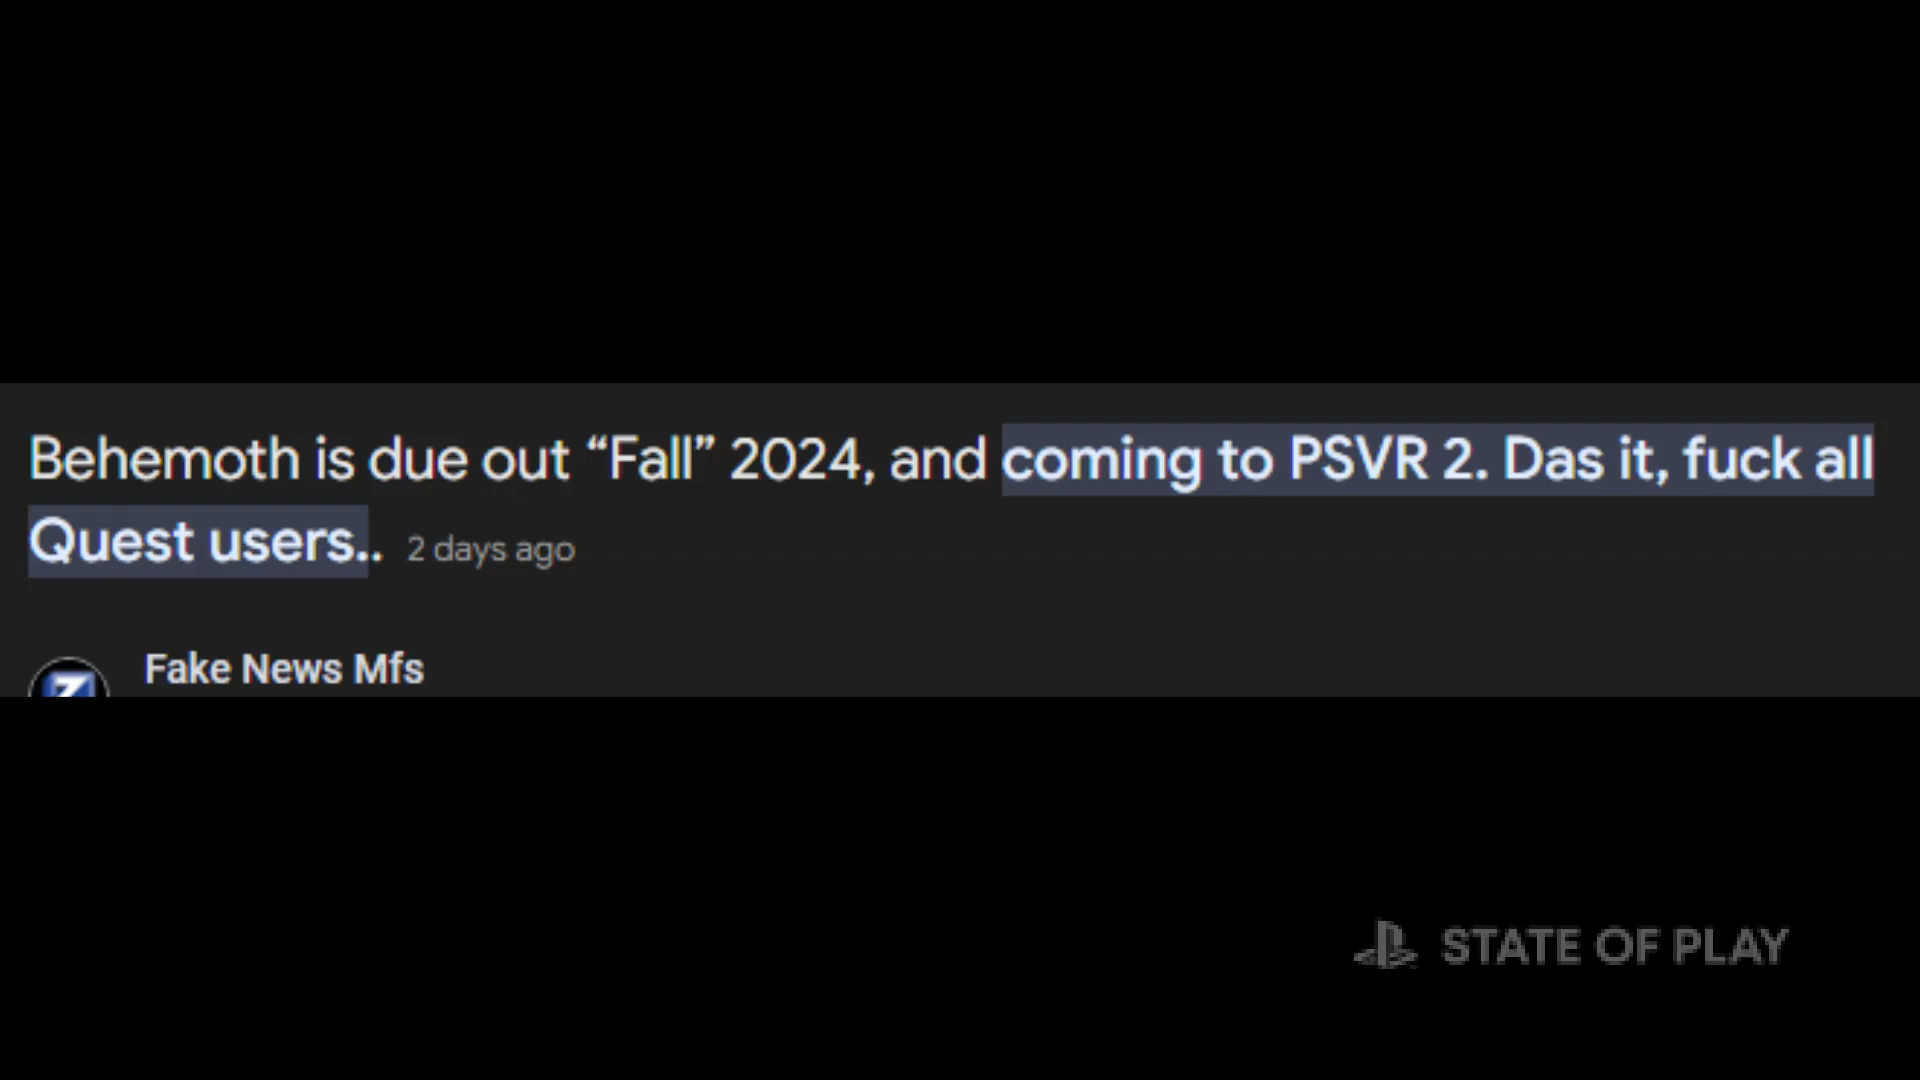 Behemoth is due out “Fall” 2024, and coming to PSVR 2. Das it, fuck all
Quest users.. 2 days ago
Fake News Mfs
STATE OF PLAY